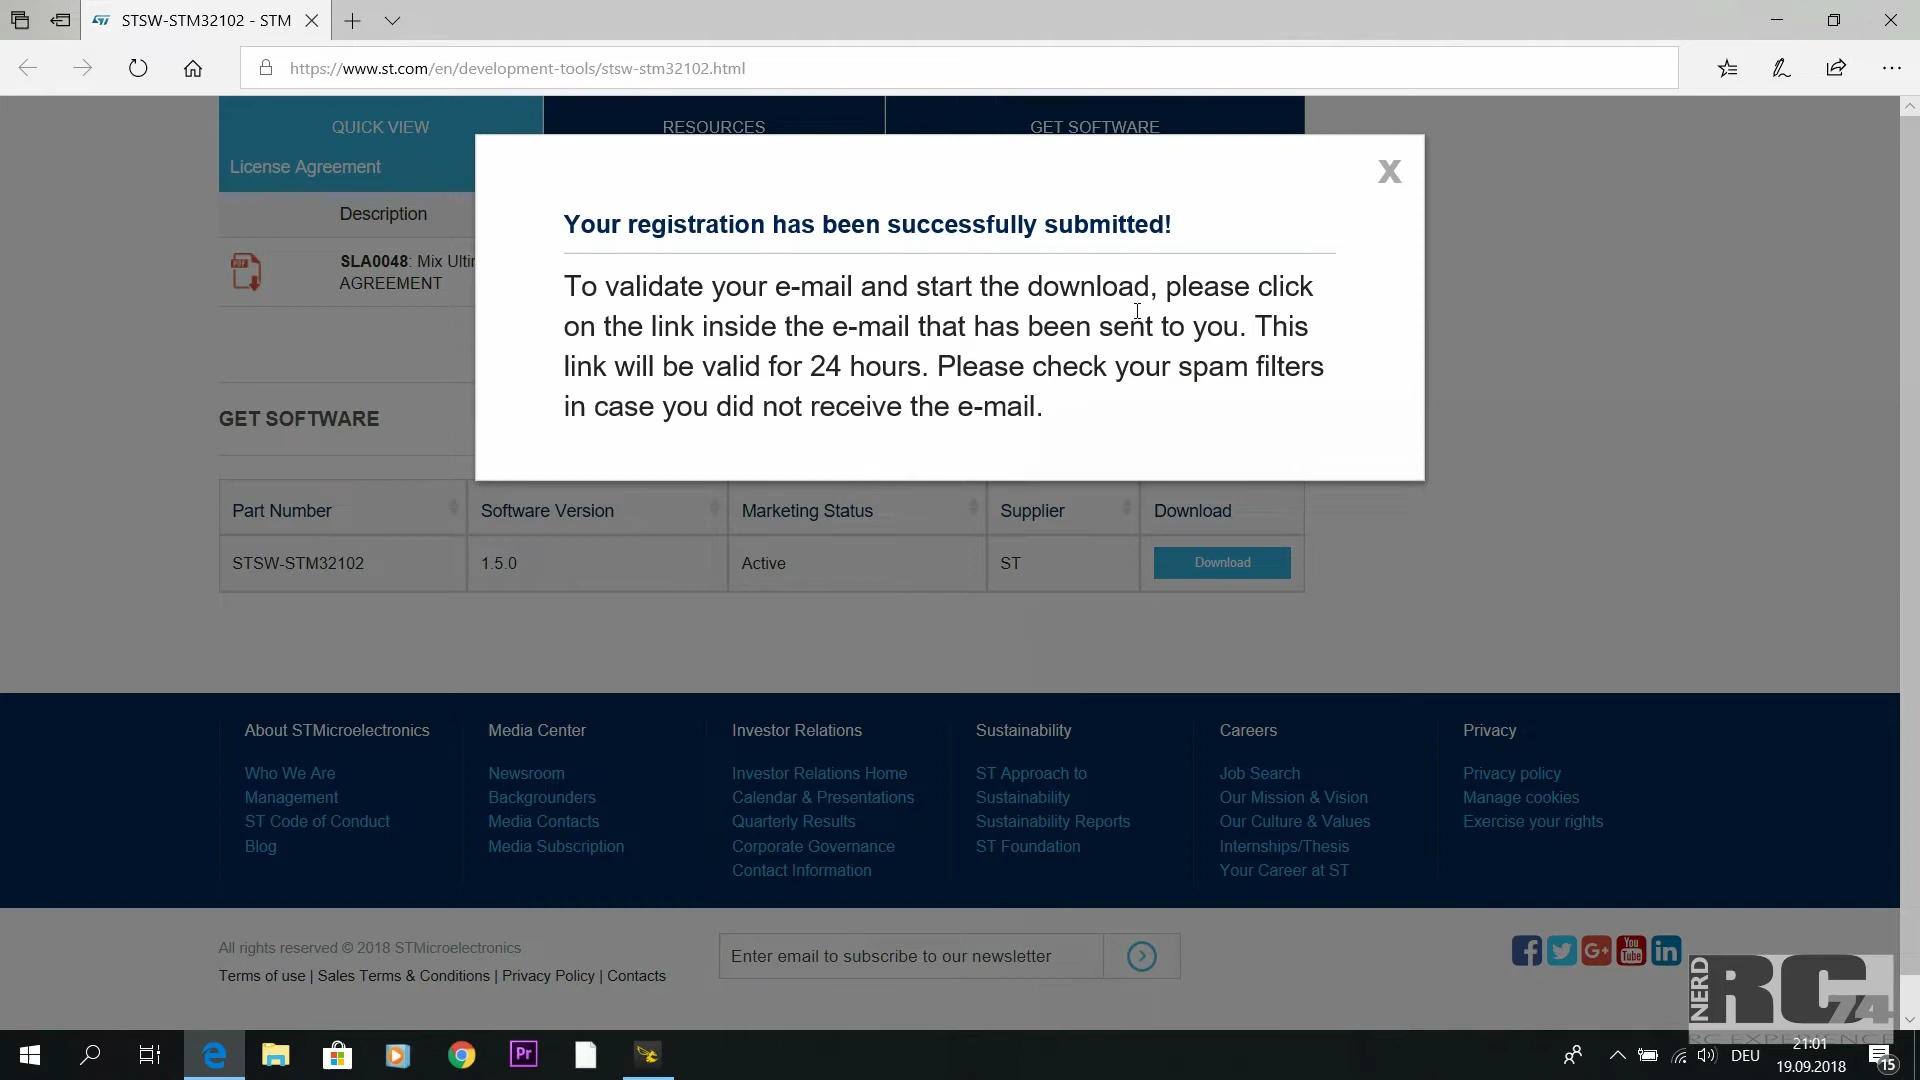 STSW-STM32102 - STM
https://www.st.com/en/development-tools/stsw-stm32102.html
QUICK VIEW
RESOURCES
GET SOFTWARE
License Agreement
X
Description
Your registration has been successfully submitted!
SLA0048: Mix Ultim
AGREEMENT
To validate your e-mail and start the download, please click
on the link inside the e-mail that has been sent to you. This
link will be valid for 24 hours. Please check your spam filters
in case you did not receive the e-mail.
GET SOFTWARE
Part Number Software Version Marketing Status Supplier Download
STSW-STM32102 1.5.0 Active ST Download
About STMicroelectronics
Who We Are
Management
ST Code of Conduct
Blog
Media Center
Newsroom
Backgrounders
Media Contacts
Media Subscription
Investor Relations
Investor Relations Home
Calendar & Presentations
Quarterly Results
Corporate Governance
Contact Information
Sustainability
ST Approach to
Sustainability
Sustainability Reports
ST Foundation
Careers
Job Search
Our Mission & Vision
Our Culture & Values
Internships/Thesis
Your Career at ST
Privacy
Privacy policy
Manage cookies
Exercise your rights
All rights reserved © 2018 STMicroelectronics
Terms of use | Sales Terms & Conditions | Privacy Policy | Contacts
Enter email to subscribe to our newsletter
You
Tube
NERD
RC
74
RC EXPERIENCE
Pr
DEU
21:01
19.09.2018
15